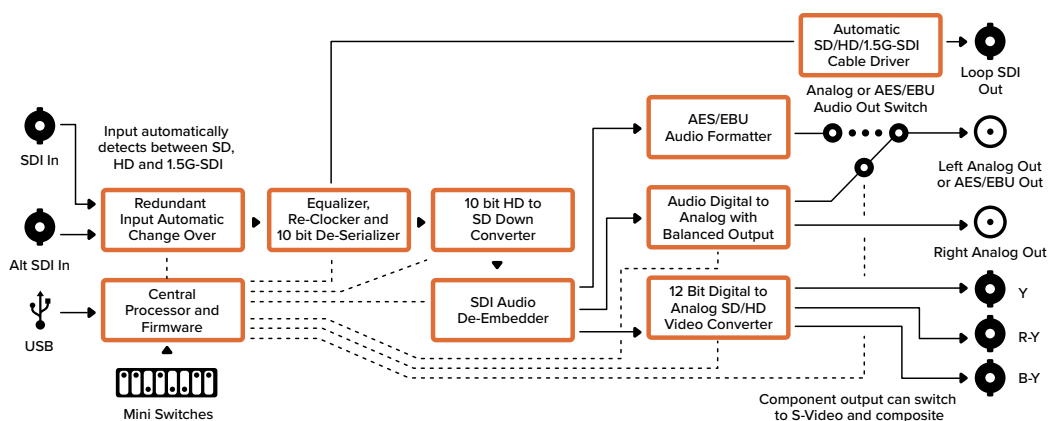 Automatic
SD/HD/1.5G-SDI
Cable Driver
Loop SDI
Out
Analog or AES/EBU
Audio Out Switch
SDI In
Input automatically
detects between SD,
HD and 1.5G-SDI
AES/EBU
Audio Formatter
Left Analog Out
or AES/EBU Out
Redundant
Input Automatic
Change Over
Equalizer,
Re-Clocker and
10 bit De-Serializer
10 bit HD to
SD Down
Converter
Audio Digital to
Analog with
Balanced Output
Right Analog Out
Alt SDI In
Central
Processor and
Firmware
SDI Audio
De-Embedder
12 Bit Digital to
Analog SD/HD
Video Converter
Y
R-Y
B-Y
USB
Mini Switches
Component output can switch
to S-Video and composite